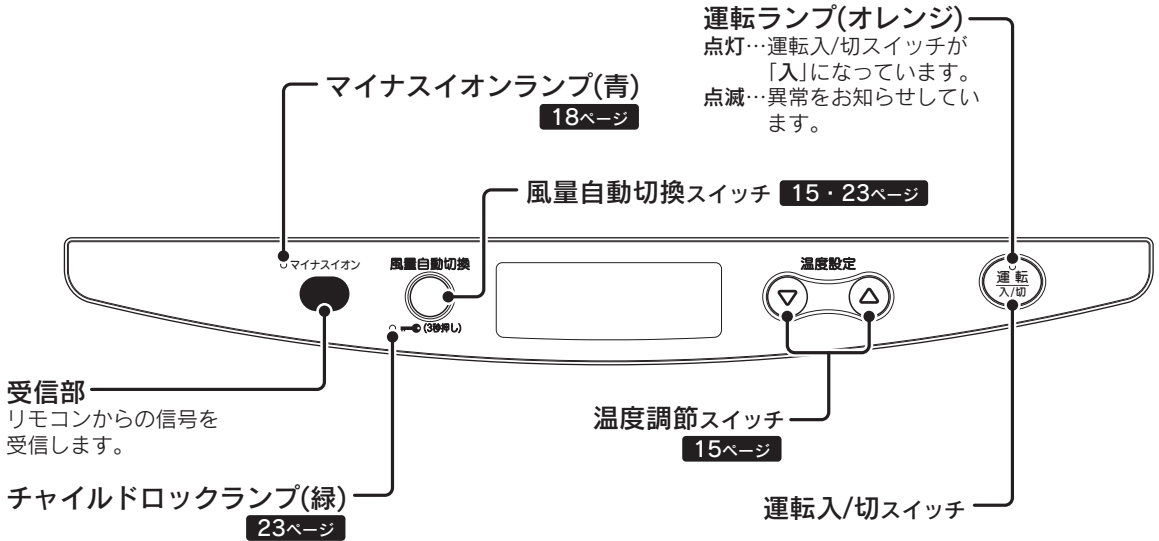 運転ランプ(オレンジ)
点灯…運転入/切スイッチが
「入」になっています。
点滅…異常をお知らせしてい
ます。
マイナスイオンランプ(青)
18ページ
風量自動切換スイッチ 15・23ページ
マイナスイオン
風量自動切換
(3秒押し)
温度設定
運転
入/切
受信部
リモコンからの信号を
受信します。
温度調節スイッチ
15ページ
チャイルドロックランプ(緑)
23ページ
運転入/切スイッチ